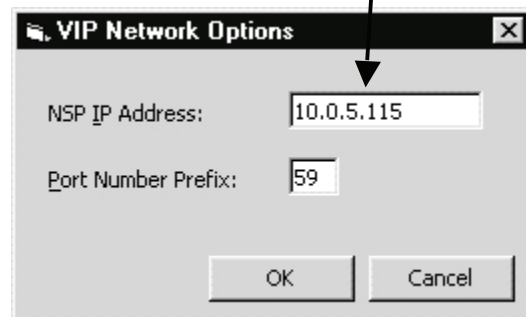 VIP Network Options
NSP IP Address: 10.0.5.115
Port Number Prefix: 59
OK Cancel